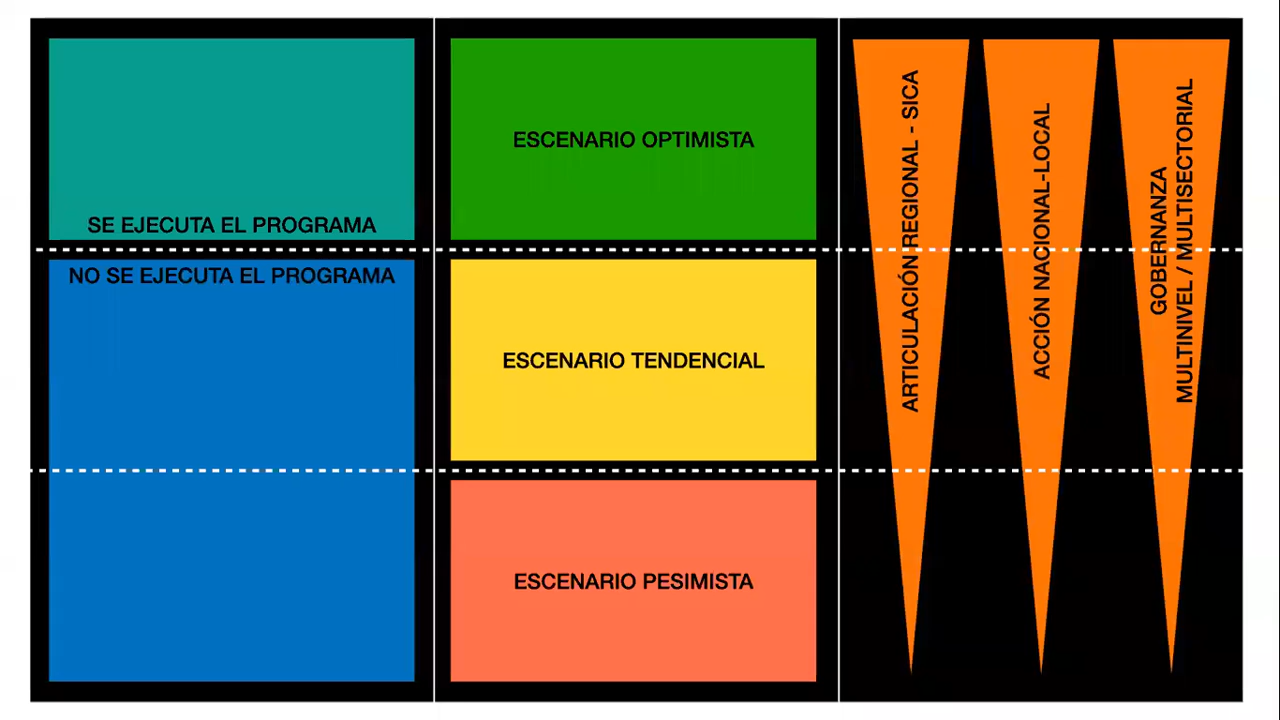 SE EJECUTA EL PROGRAMA
NO SE EJECUTA EL PROGRAMA
ESCENARIO OPTIMISTA
ESCENARIO TENDENCIAL
ESCENARIO PESIMISTA
ARTICULACIÓN REGIONAL - SICA
ACCIÓN NACIONAL-LOCAL
GOBERNANZA
MULTINIVEL / MULTISECTORIAL